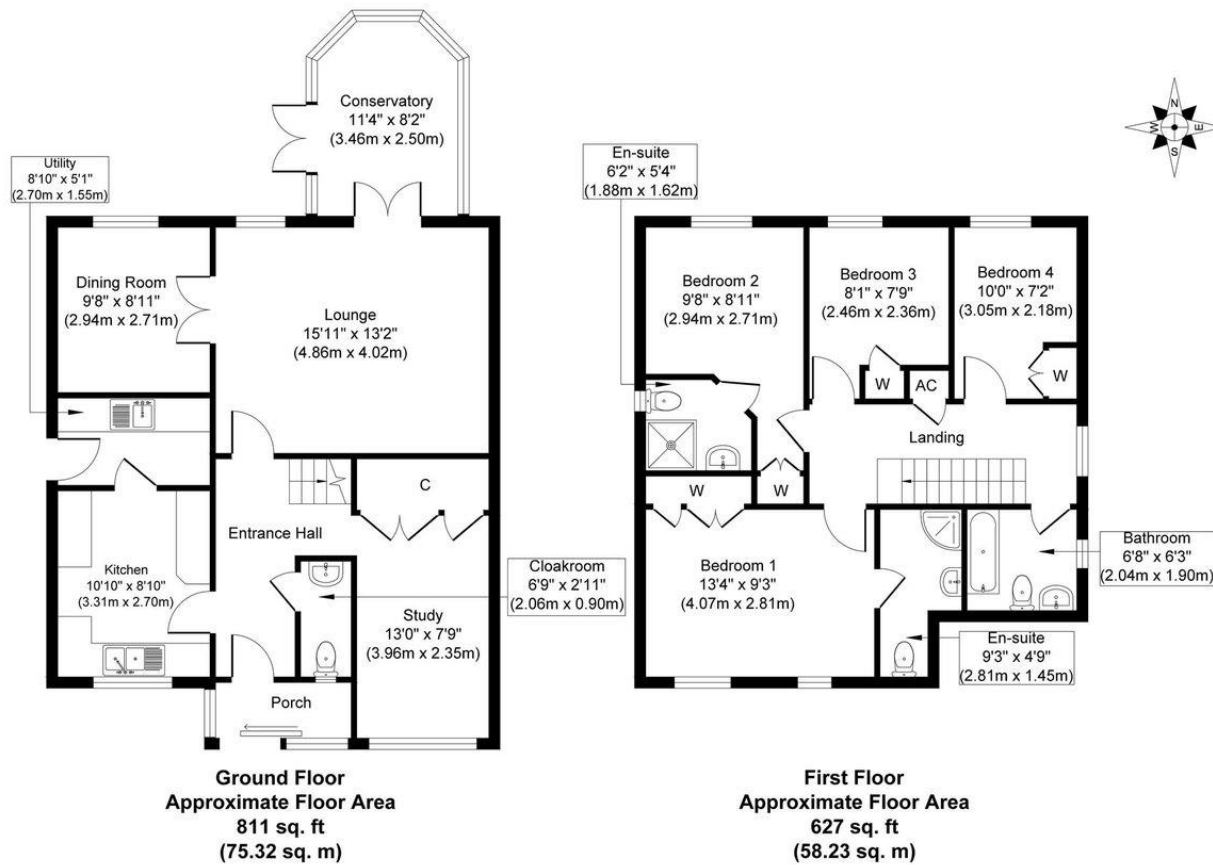 Conservatory
11'4" x 8'2"
(3.46m x 2.50m)
Utility
8'10" x 5'1"
(2.70m x 1.55m)
Dining Room
9'8" x 8'11"
(2.94m x 2.71m)
Lounge
15'11" x 13'2"
(4.86m x 4.02m)
C
Entrance Hall
Kitchen
10'10" x 8'10"
(3.31m x 2.70m)
Cloakroom
6'9" x 2'11"
(2.06m x 0.90m)
Study
13'0" x 7'9"
(3.96m x 2.35m)
Porch
Ground Floor
Approximate Floor Area
811 sq. ft
(75.32 sq. m)
N
W
E
S
En-suite
6'2" x 5'4"
(1.88m x 1.62m)
Bedroom 2
9'8" x 8'11"
(2.94m x 2.71m)
Bedroom 3
8'1" x 7'9"
(2.46m x 2.36m)
Bedroom 4
10'0" x 7'2"
(3.05m x 2.18m)
W
AC
W
Landing
W
W
Bedroom 1
13'4" x 9'3"
(4.07m x 2.81m)
Bathroom
6'8" x 6'3"
(2.04m x 1.90m)
En-suite
9'3" x 4'9"
(2.81m x 1.45m)
First Floor
Approximate Floor Area
627 sq. ft
(58.23 sq. m)